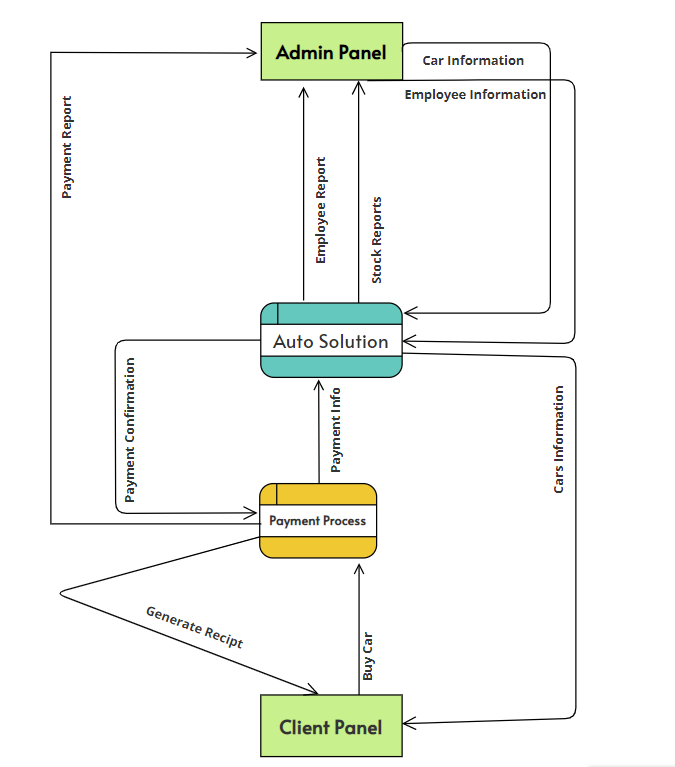 Admin Panel
Car Information
Employee Information
Payment Report
Employee Report
Stock Reports
Auto Solution
Payment Confirmation
Payment Info
Cars Information
Payment Process
Generate Recipt
Buy Car
Client Panel